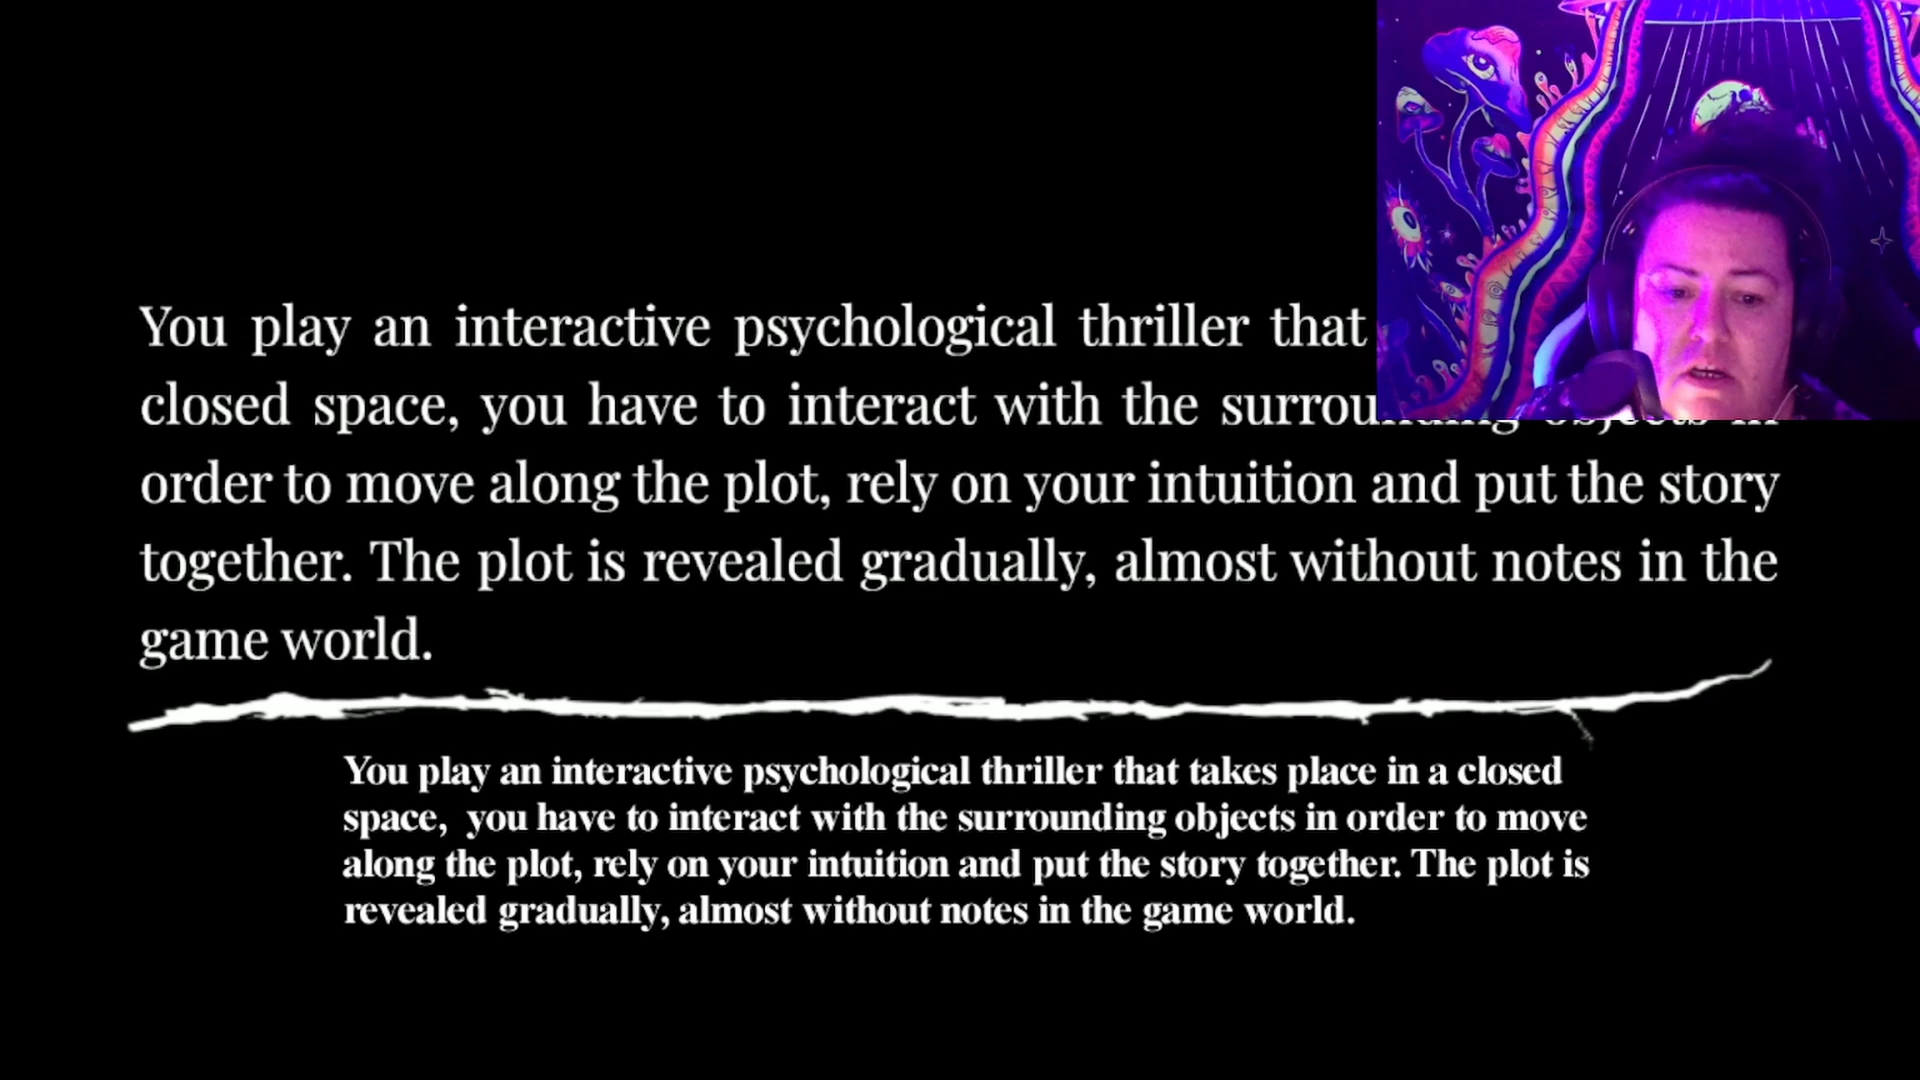 You play an interactive psychological thriller that
closed space, you have to interact with the surrounding objects in
order to move along the plot, rely on your intuition and put the story
together. The plot is revealed gradually, almost without notes in the
game world.
You play an interactive psychological thriller that takes place in a closed
space, you have to interact with the surrounding objects in order to move
along the plot, rely on your intuition and put the story together. The plot is
revealed gradually, almost without notes in the game world.